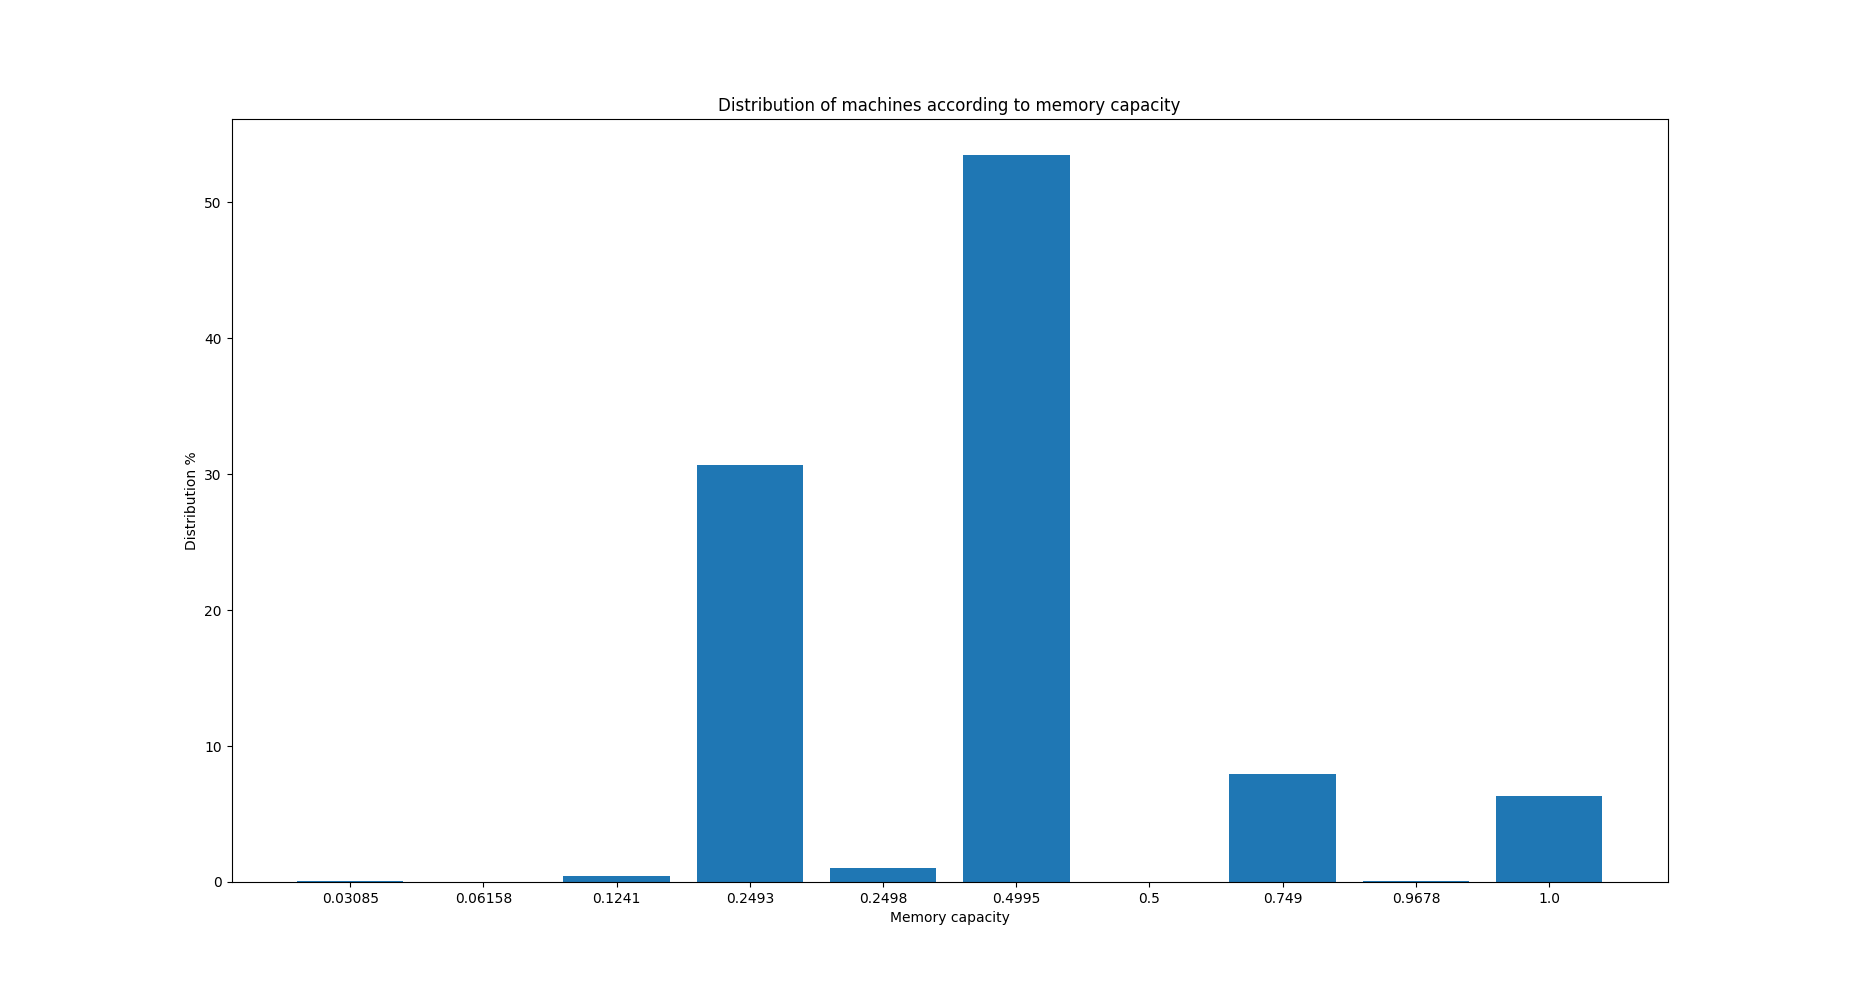 Distribution of machines according to memory capacity
Distribution %
50
40
30
20
10
0
0.03085 0.06158 0.1241 0.2493 0.2498 0.4995 0.5 0.749 0.9678 1.0
Memory capacity